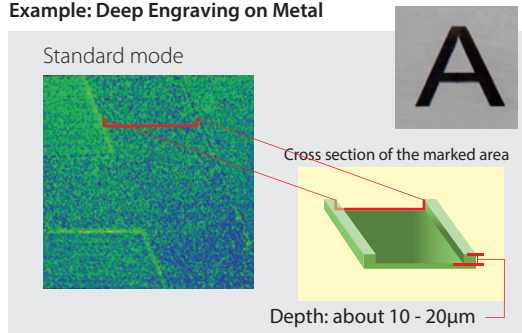 Example: Deep Engraving on Metal
A
Standard mode
Cross section of the marked area
Depth: about 10 - 20μm